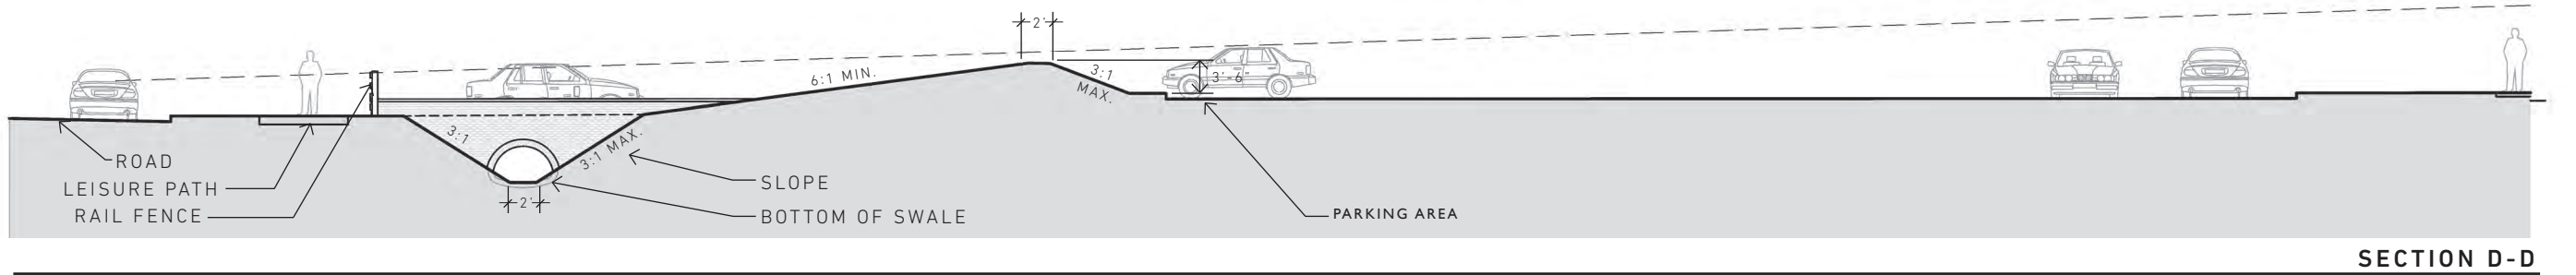 2'
6:1 MIN.
3:1
MAX.
3'-6"
3:1
3:1 MAX.
2'
ROAD
LEISURE PATH
RAIL FENCE
SLOPE
BOTTOM OF SWALE
PARKING AREA
SECTION D-D